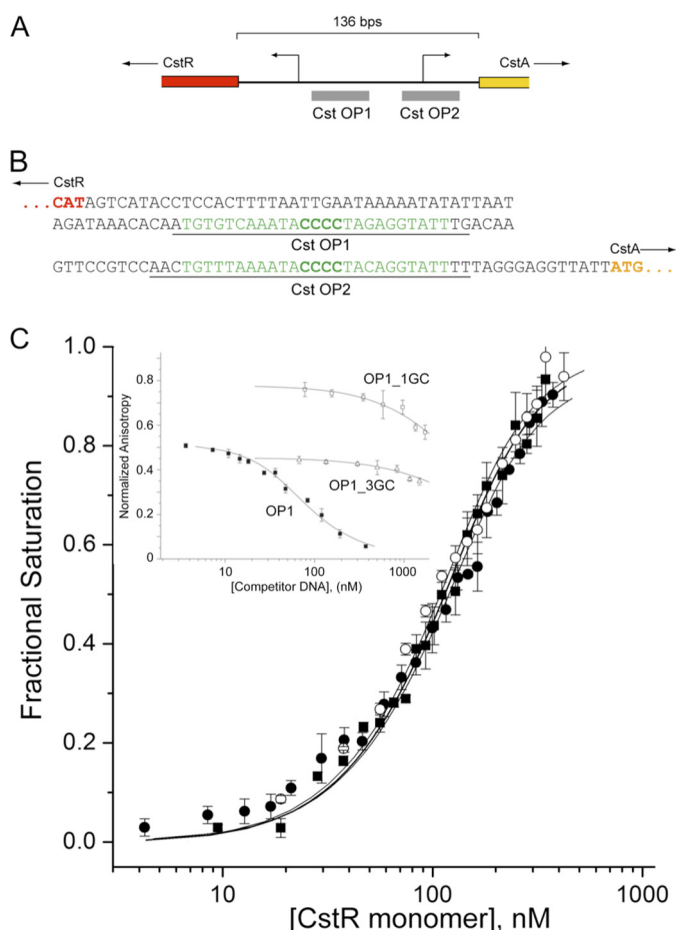 A
136 bps
CstR
CstA
Cst OP1
Cst OP2
B
CstR
...CATAGTCATACCTCCACTTTTAATTGAATAAAAATATATTAAT
AGATAAACACAATGTGTCAAATACCCCTAGAGGTATTTGACAA
Cst OP1
CstA
GTTCCGTCCAACTGTTTAAAATACCCCTACAGGTATTTTTAGGGAGGTTATTATG...
Cst OP2
C
1.0
0.8
0.6
0.4
0.2
0.0
Fractional Saturation
10
100
1000
[CstR monomer], nM
0.8
0.6
0.4
0.2
0
Normalized Anisotropy
OP1_1GC
OP1_3GC
OP1
10
100
1000
[Competitor DNA], (nM)